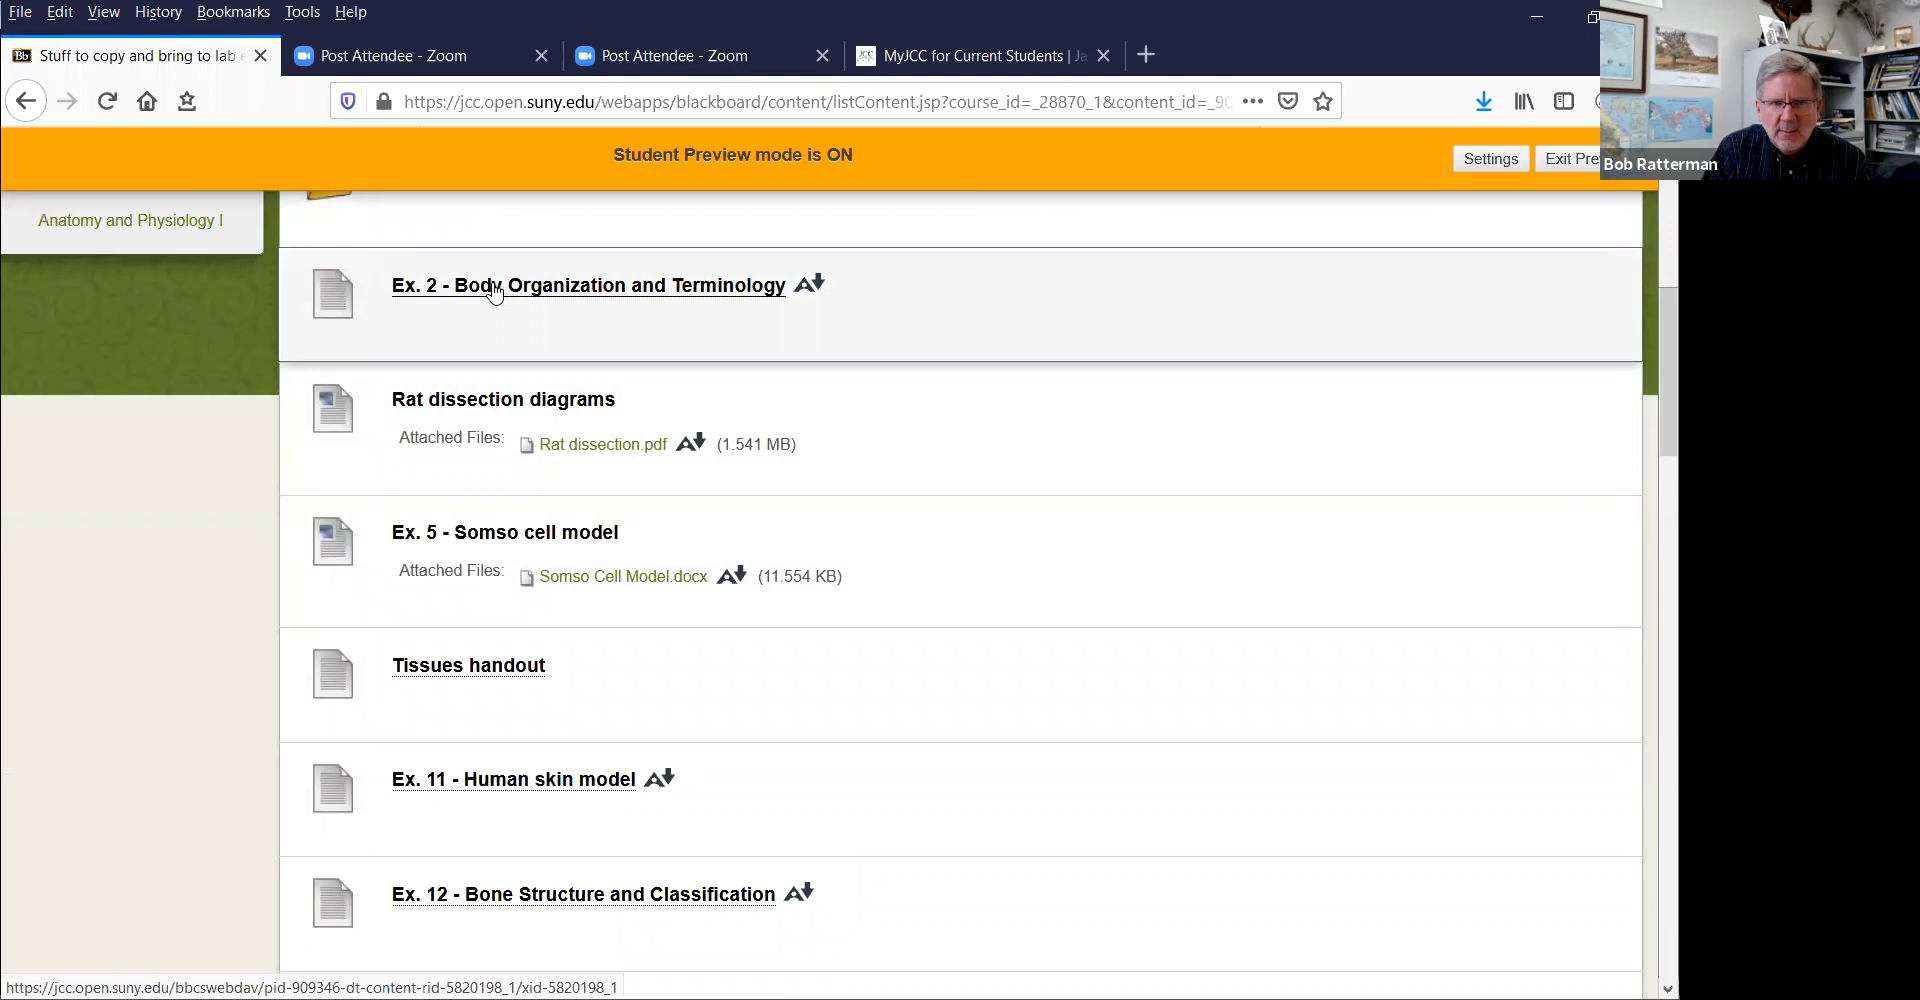 File Edit View History Bookmarks Tools Help
Bb Stuff to copy and bring to lab
Post Attendee - Zoom
Post Attendee - Zoom
JCC MyJCC for Current Students | Ja
https://jcc.open.suny.edu/webapps/blackboard/content/listContent.jsp?course_id=_28870_1&content_id=_90
Student Preview mode is ON
Settings
Exit Pre
Bob Ratterman
Anatomy and Physiology I
Ex. 2 - Body Organization and Terminology
Rat dissection diagrams
Attached Files: Rat dissection.pdf (1.541 MB)
Ex. 5 - Somso cell model
Attached Files: Somso Cell Model.docx (11.554 KB)
Tissues handout
Ex. 11 - Human skin model
Ex. 12 - Bone Structure and Classification
https://jcc.open.suny.edu/bbcswebdav/pid-909346-dt-content-rid-5820198_1/xid-5820198_1